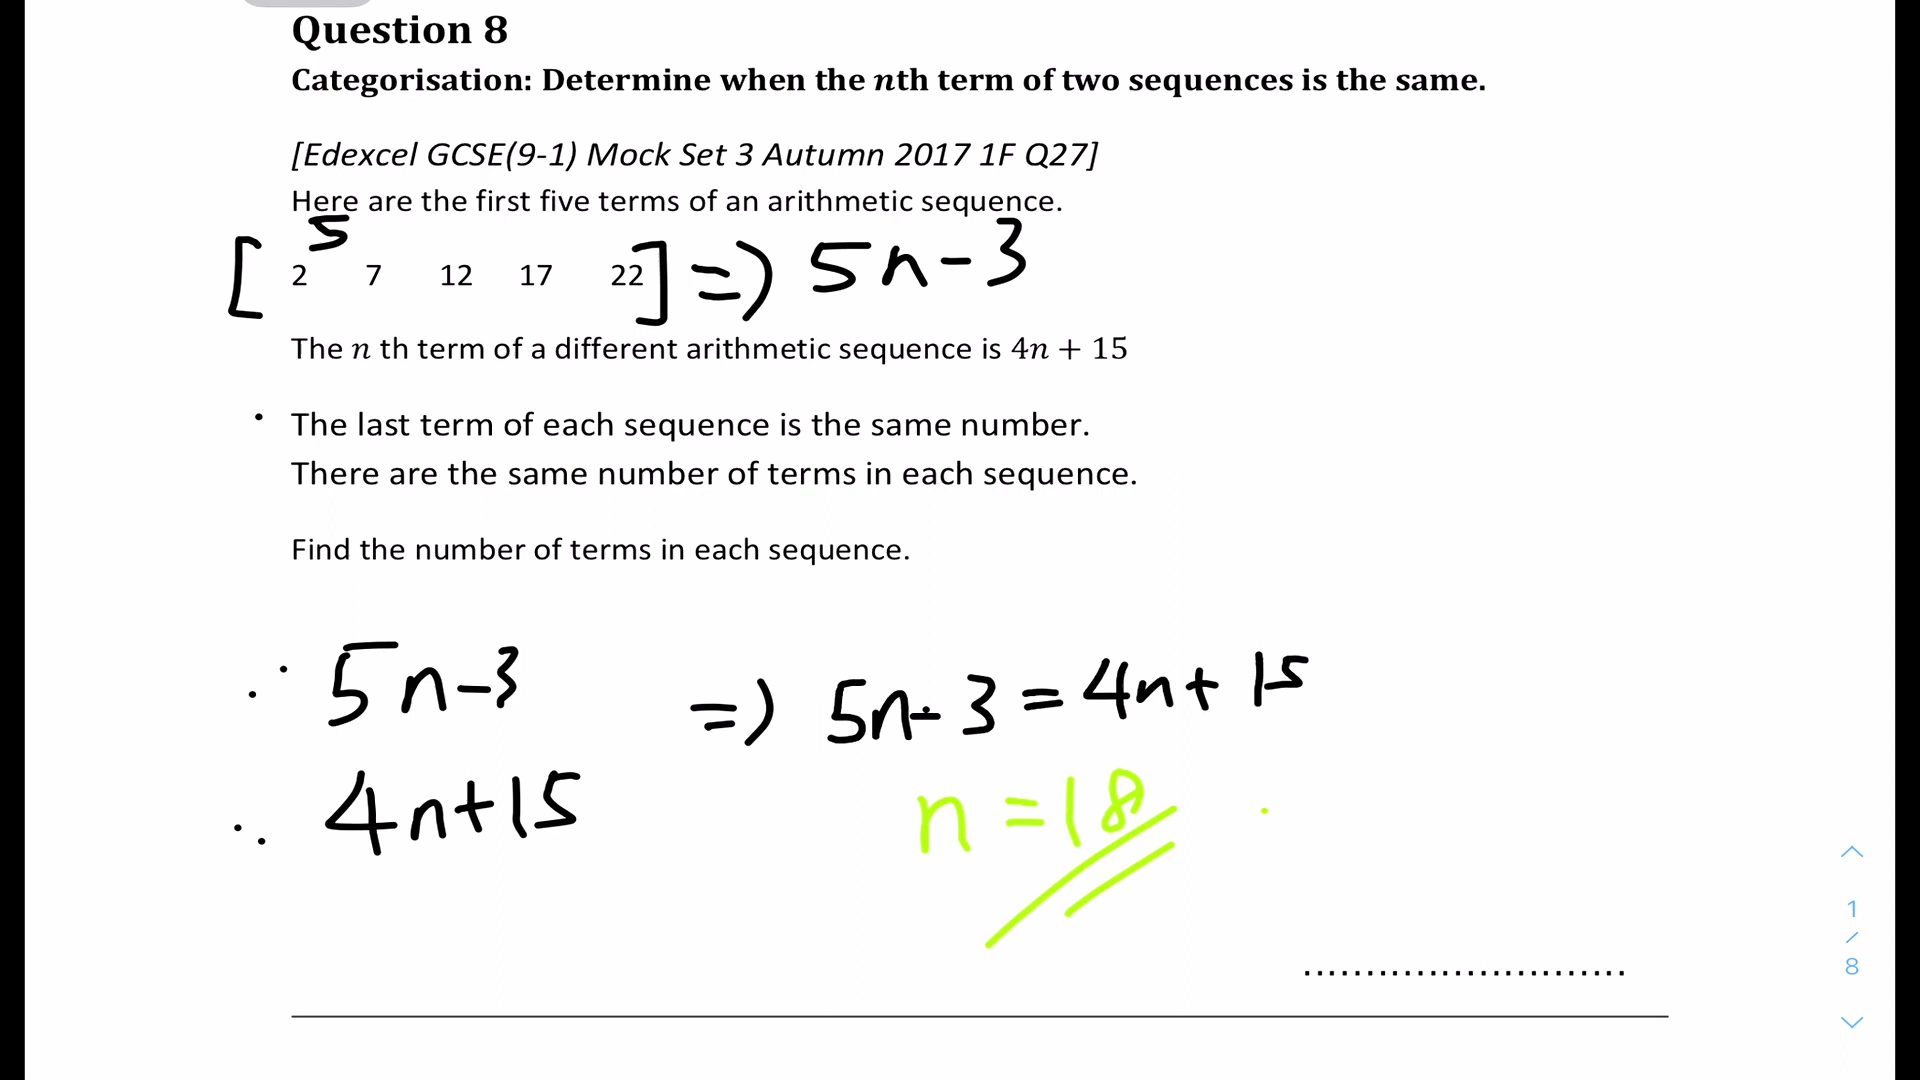 Question 8
Categorisation: Determine when the nth term of two sequences is the same.
[Edexcel GCSE(9-1) Mock Set 3 Autumn 2017 1F Q27]
Here are the first five terms of an arithmetic sequence.
5
[2 7 12 17 22] => 5n-3
The n th term of a different arithmetic sequence is 4n + 15
The last term of each sequence is the same number.
There are the same number of terms in each sequence.
Find the number of terms in each sequence.
5n-3 => 5n-3 = 4n+15
4n+15
n=18
..........................
1
/
8